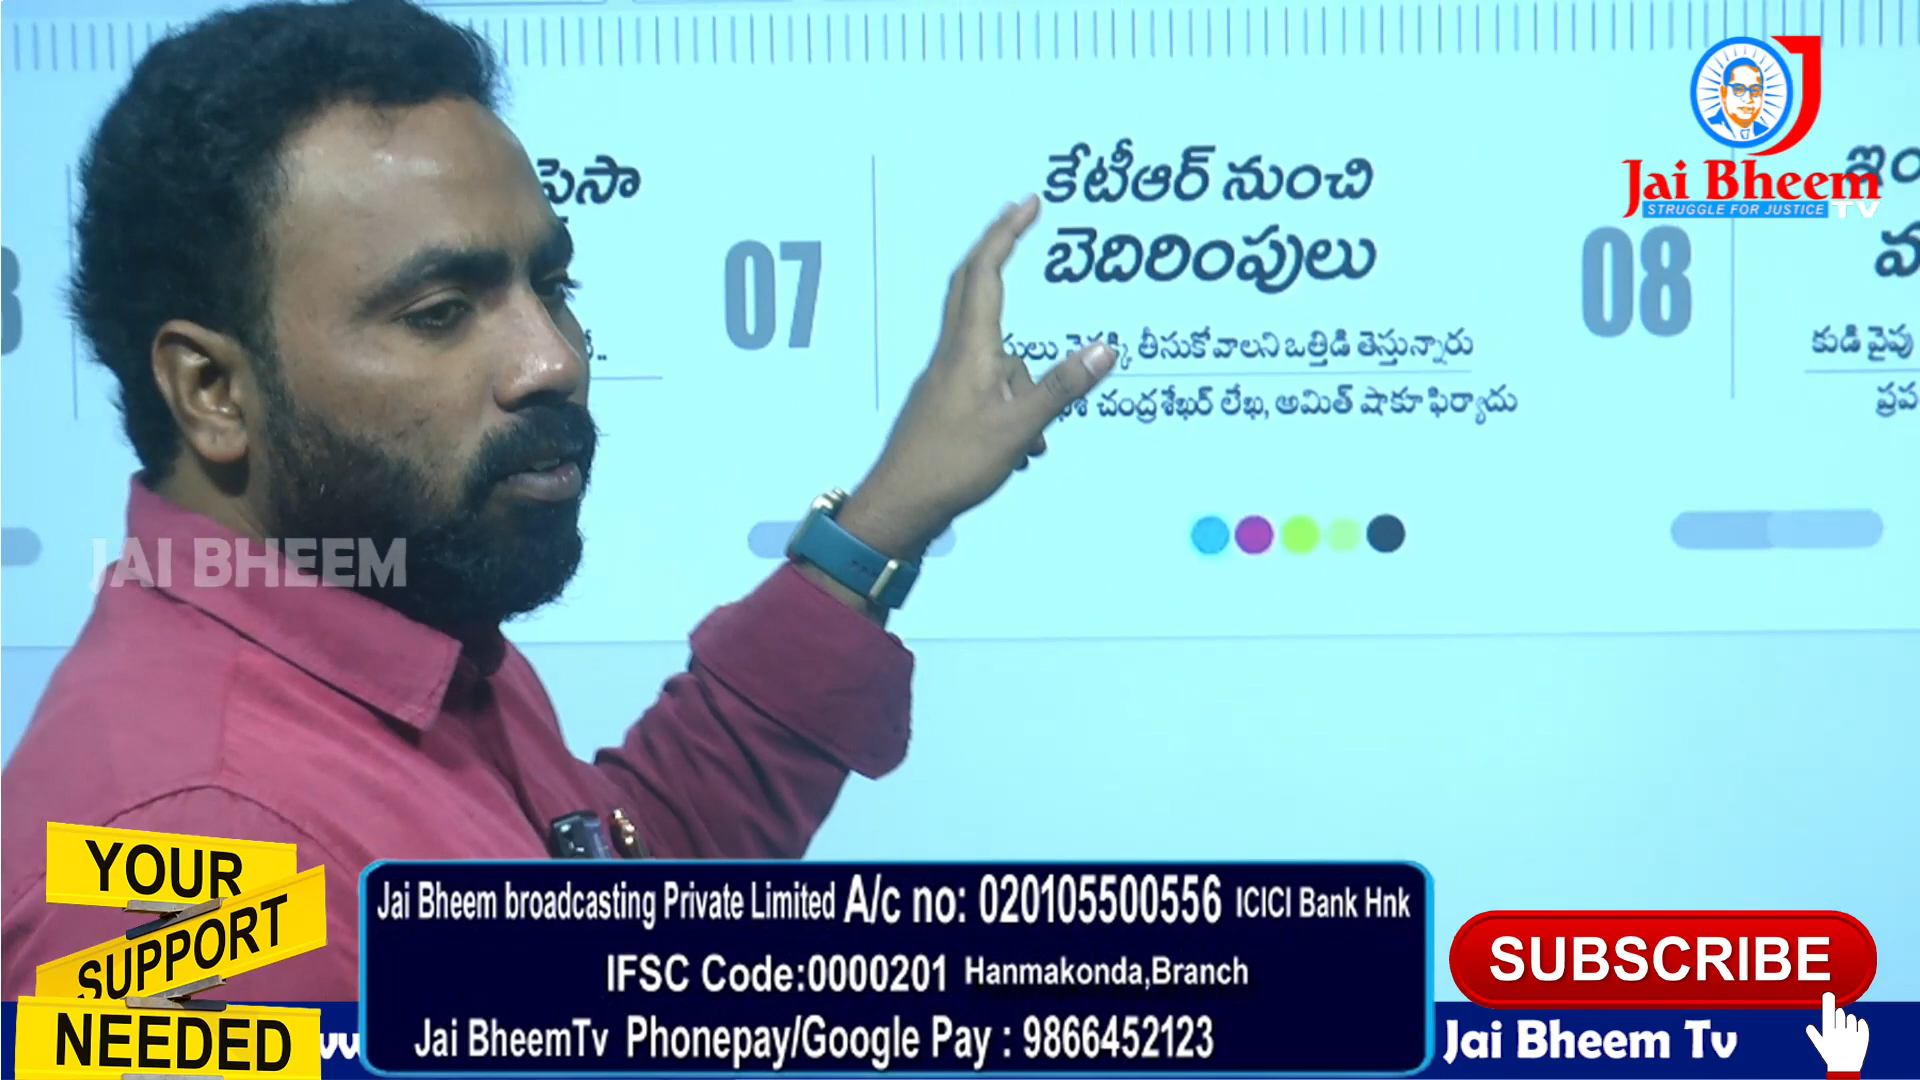 పైసా
07
కేటీఆర్ నుంచి
బెదిరింపులు
తీసుకోవాలని ఒత్తిడి తెస్తున్నారు
చంద్రశేఖర్ లేఖ, అమిత్ షాకూ ఫిర్యాదు
08
కుడి వైపు
Jai Bheem
STRUGGLE FOR JUSTICE TV
JAI BHEEM
YOUR
SUPPORT
NEEDED
Jai Bheem broadcasting Private Limited A/c no: 020105500556 ICICI Bank Hnk
IFSC Code:0000201 Hanmakonda,Branch
Jai BheemTv Phonepay/Google Pay : 9866452123
SUBSCRIBE
Jai Bheem Tv